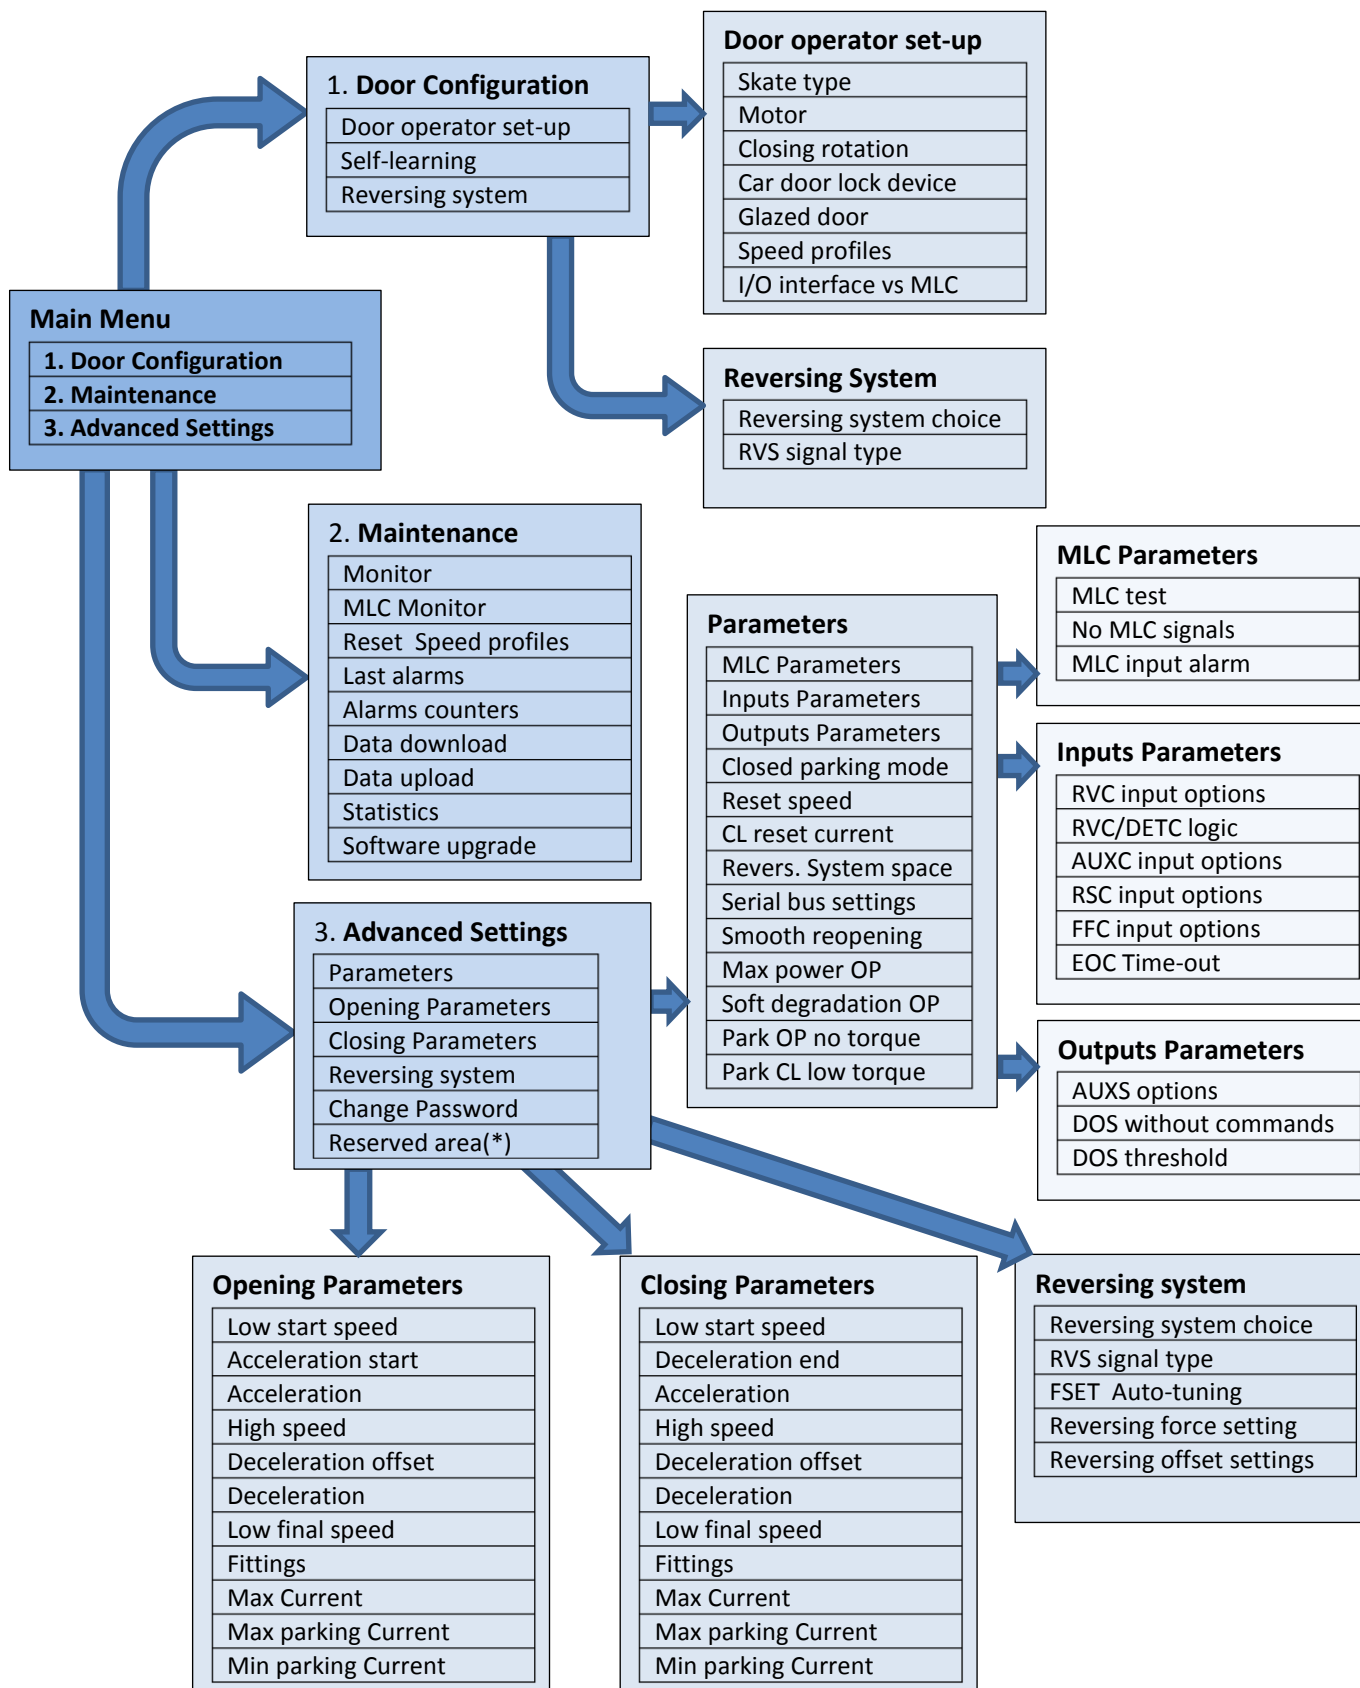 Main Menu
1. Door Configuration
2. Maintenance
3. Advanced Settings
1. Door Configuration
Door operator set-up
Self-learning
Reversing system
Door operator set-up
Skate type
Motor
Closing rotation
Car door lock device
Glazed door
Speed profiles
I/O interface vs MLC
Reversing System
Reversing system choice
RVS signal type
2. Maintenance
Monitor
MLC Monitor
Reset Speed profiles
Last alarms
Alarms counters
Data download
Data upload
Statistics
Software upgrade
3. Advanced Settings
Parameters
Opening Parameters
Closing Parameters
Reversing system
Change Password
Reserved area(*)
Parameters
MLC Parameters
Inputs Parameters
Outputs Parameters
Closed parking mode
Reset speed
CL reset current
Revers. System space
Serial bus settings
Smooth reopening
Max power OP
Soft degradation OP
Park OP no torque
Park CL low torque
MLC Parameters
MLC test
No MLC signals
MLC input alarm
Inputs Parameters
RVC input options
RVC/DETC logic
AUXC input options
RSC input options
FFC input options
EOC Time-out
Outputs Parameters
AUXS options
DOS without commands
DOS threshold
Opening Parameters
Low start speed
Acceleration start
Acceleration
High speed
Deceleration offset
Deceleration
Low final speed
Fittings
Max Current
Max parking Current
Min parking Current
Closing Parameters
Low start speed
Deceleration end
Acceleration
High speed
Deceleration offset
Deceleration
Low final speed
Fittings
Max Current
Max parking Current
Min parking Current
Reversing system
Reversing system choice
RVS signal type
FSET Auto-tuning
Reversing force setting
Reversing offset settings